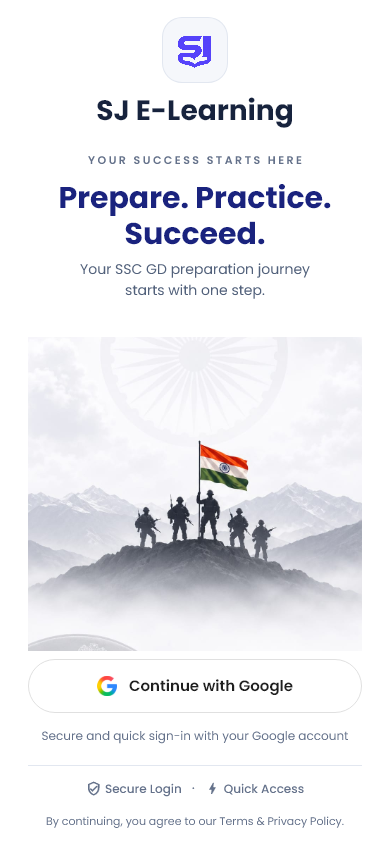 SJ
SJ E-Learning
YOUR SUCCESS STARTS HERE
Prepare. Practice.
Succeed.
Your SSC GD preparation journey
starts with one step.
Continue with Google
Secure and quick sign-in with your Google account
Secure Login · Quick Access
By continuing, you agree to our Terms & Privacy Policy.